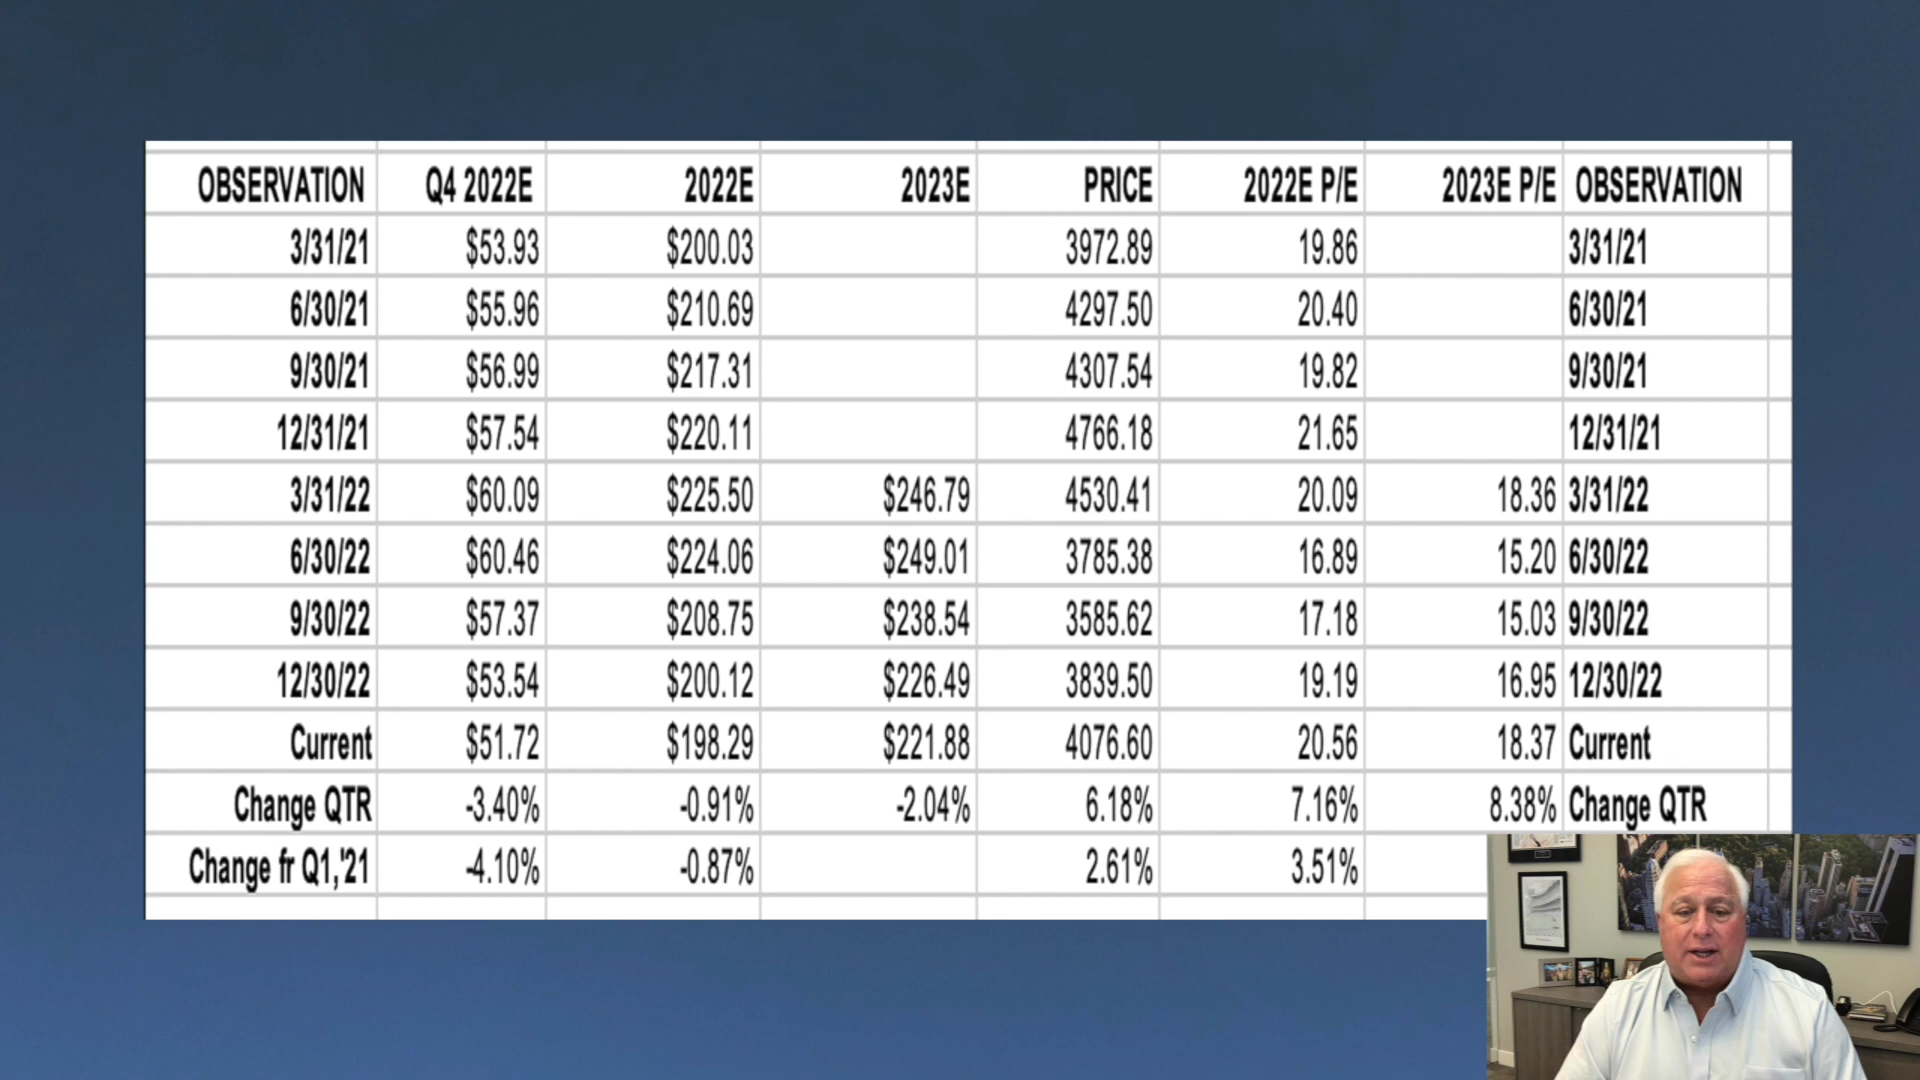 OBSERVATION Q4 2022E 2022E 2023E PRICE 2022E P/E 2023E P/E OBSERVATION
3/31/21 $53.93 $200.03 3972.89 19.86 3/31/21
6/30/21 $55.96 $210.69 4297.50 20.40 6/30/21
9/30/21 $56.99 $217.31 4307.54 19.82 9/30/21
12/31/21 $57.54 $220.11 4766.18 21.65 12/31/21
3/31/22 $60.09 $225.50 $246.79 4530.41 20.09 18.36 3/31/22
6/30/22 $60.46 $224.06 $249.01 3785.38 16.89 15.20 6/30/22
9/30/22 $57.37 $208.75 $238.54 3585.62 17.18 15.03 9/30/22
12/30/22 $53.54 $200.12 $226.49 3839.50 19.19 16.95 12/30/22
Current $51.72 $198.29 $221.88 4076.60 20.56 18.37 Current
Change QTR -3.40% -0.91% -2.04% 6.18% 7.16% 8.38% Change QTR
Change fr Q1,'21 -4.10% -0.87% 2.61% 3.51%